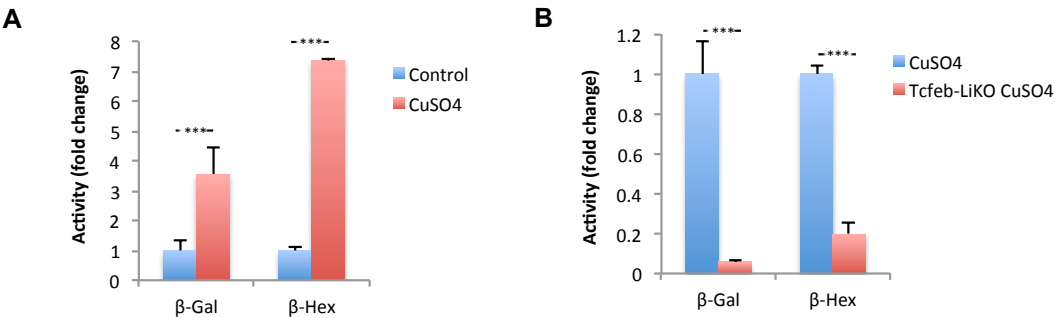 A
Activity (fold change)
8
7
6
5
4
3
2
1
0
***
***
β-Gal
β-Hex
Control
CuSO4
B
Activity (fold change)
1.2
1
0.8
0.6
0.4
0.2
0
***
***
β-Gal
β-Hex
CuSO4
Tcfeb-LiKO CuSO4